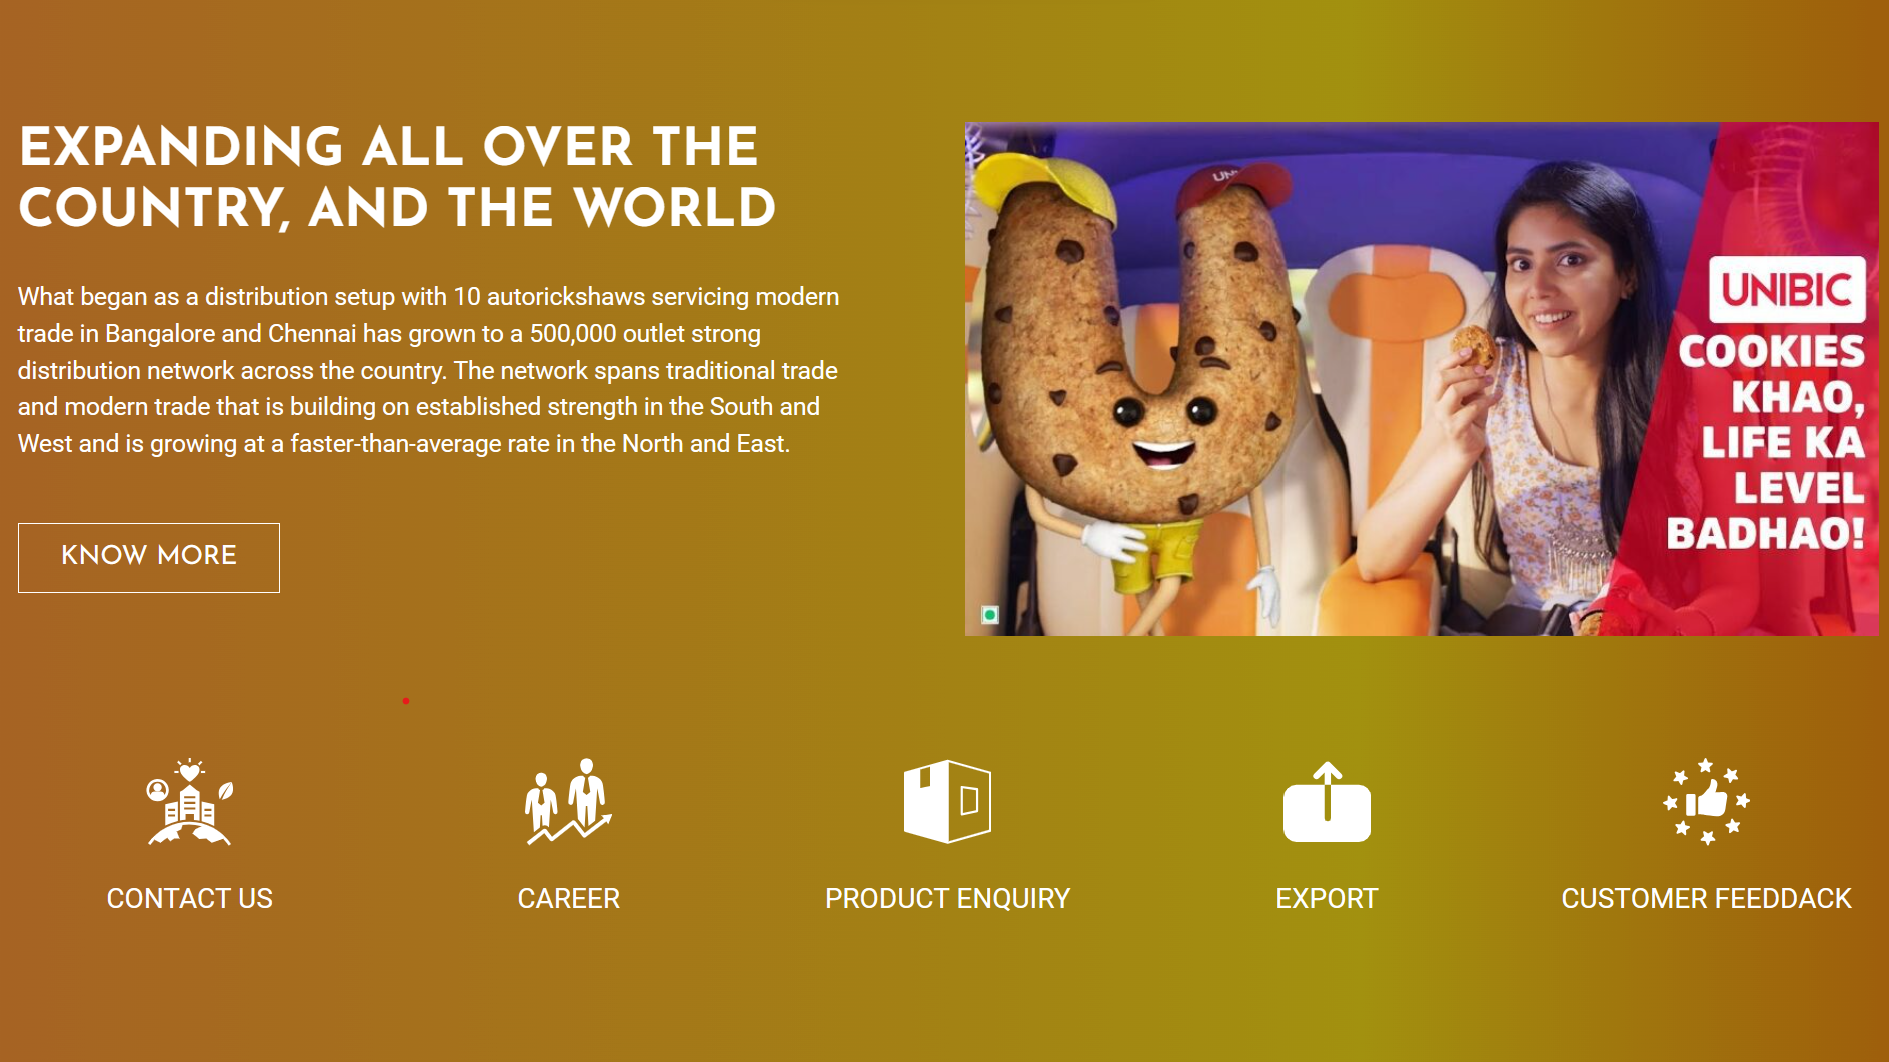 EXPANDING ALL OVER THE
COUNTRY, AND THE WORLD
What began as a distribution setup with 10 autorickshaws servicing modern
trade in Bangalore and Chennai has grown to a 500,000 outlet strong
distribution network across the country. The network spans traditional trade
and modern trade that is building on established strength in the South and
West and is growing at a faster-than-average rate in the North and East.
KNOW MORE
UNIBIC
COOKIES
KHAO,
LIFE KA
LEVEL
BADHAO!
CONTACT US
CAREER
PRODUCT ENQUIRY
EXPORT
CUSTOMER FEEDDACK